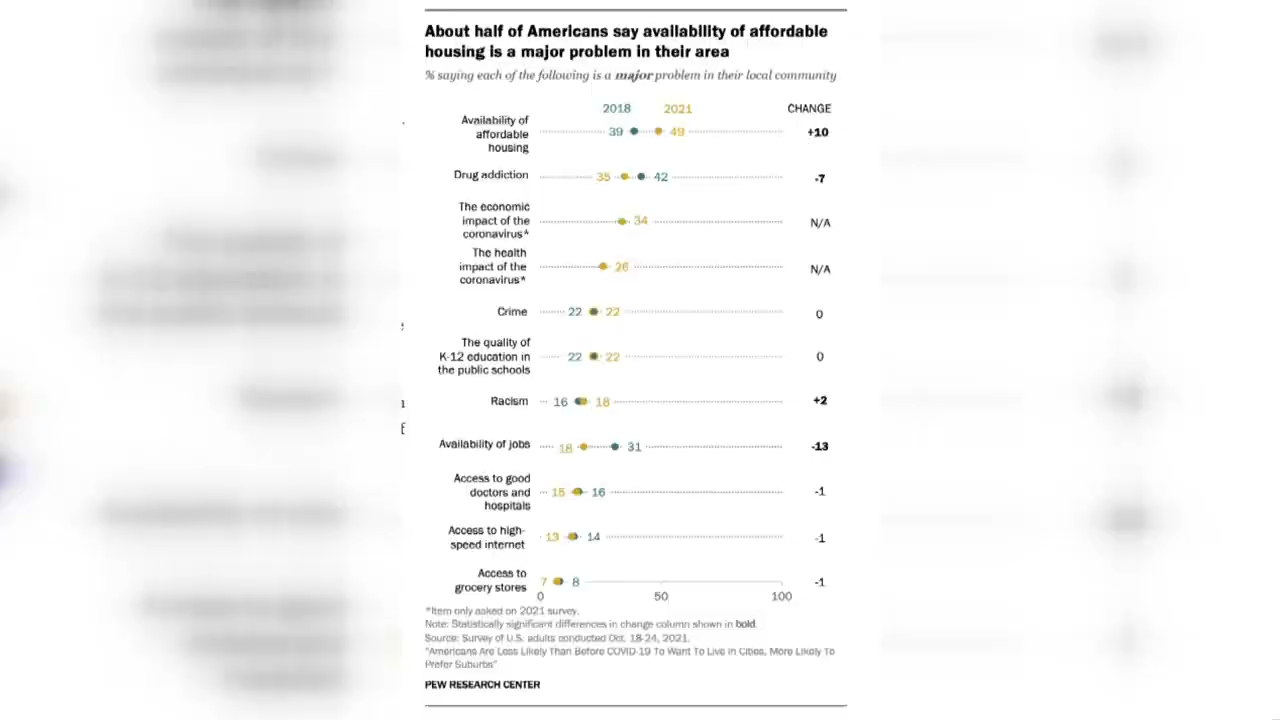 About half of Americans say availability of affordable
housing is a major problem in their area
% saying each of the following is a major problem in their local community
2018 2021 CHANGE
Availability of
affordable
housing
39 49 +10
Drug addiction 35 42 -7
The economic
impact of the
coronavirus*
34 N/A
The health
impact of the
coronavirus*
26 N/A
Crime 22 22 0
The quality of
K-12 education in
the public schools
22 22 0
Racism 16 18 +2
Availability of jobs 18 31 -13
Access to good
doctors and
hospitals
15 16 -1
Access to high-
speed internet
13 14 -1
Access to
grocery stores
7 8 -1
0 50 100
*Item only asked on 2021 survey.
Note: Statistically significant differences in change column shown in bold.
Source: Survey of U.S. adults conducted Oct. 18-24, 2021.
"Americans Are Less Likely Than Before COVID-19 To Want To Live in Cities, More Likely To
Prefer Suburbs"
PEW RESEARCH CENTER